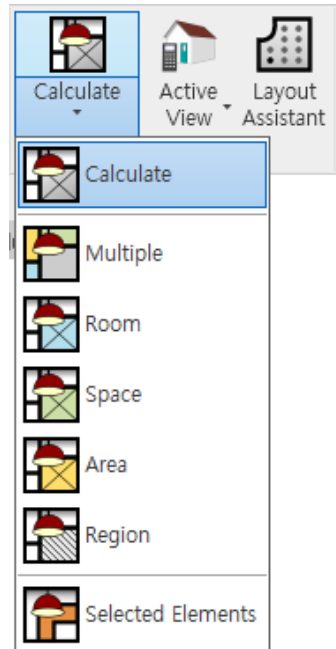 Calculate
Active
View
Layout
Assistant
Calculate
Multiple
Room
Space
Area
Region
Selected Elements